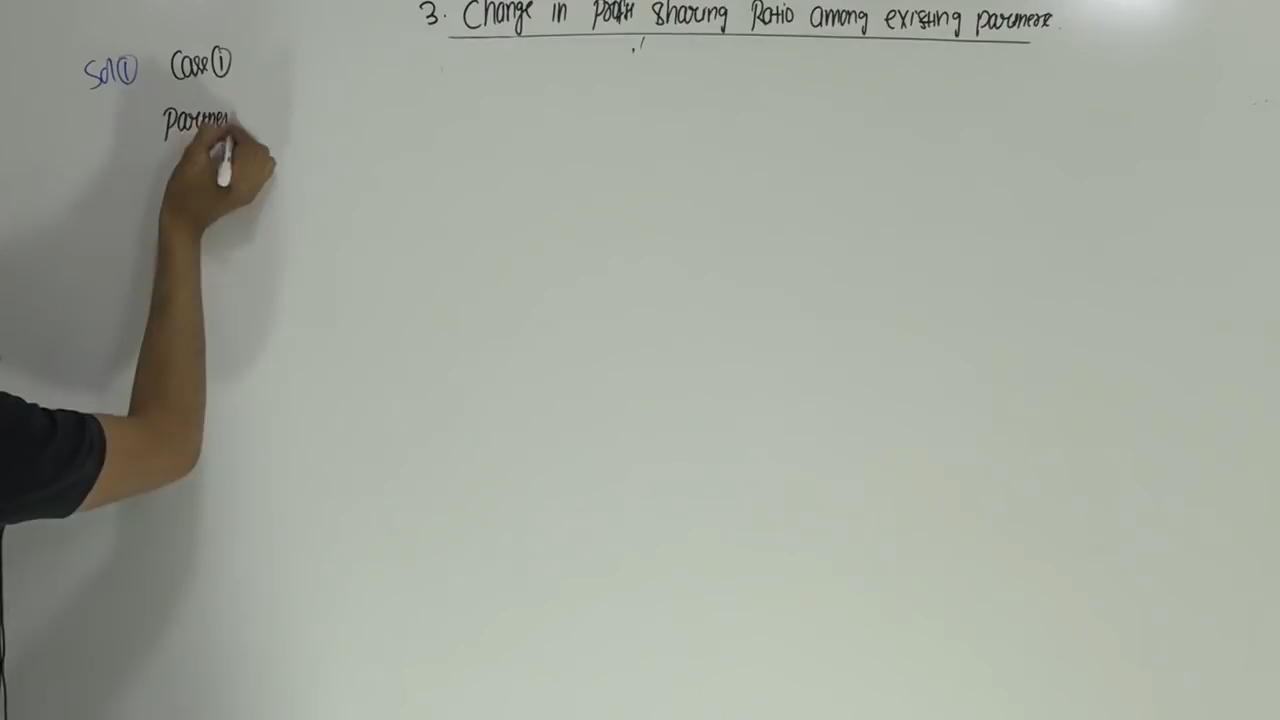 3. Change in Profit sharing Ratio among existing partners.
Sol① Case①
Partner